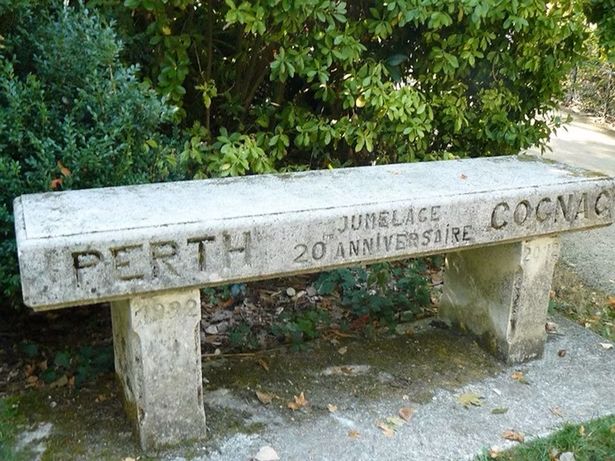 PERTH
JUMELAGE
20 ANNIVERSAIRE
COGNAC
1992